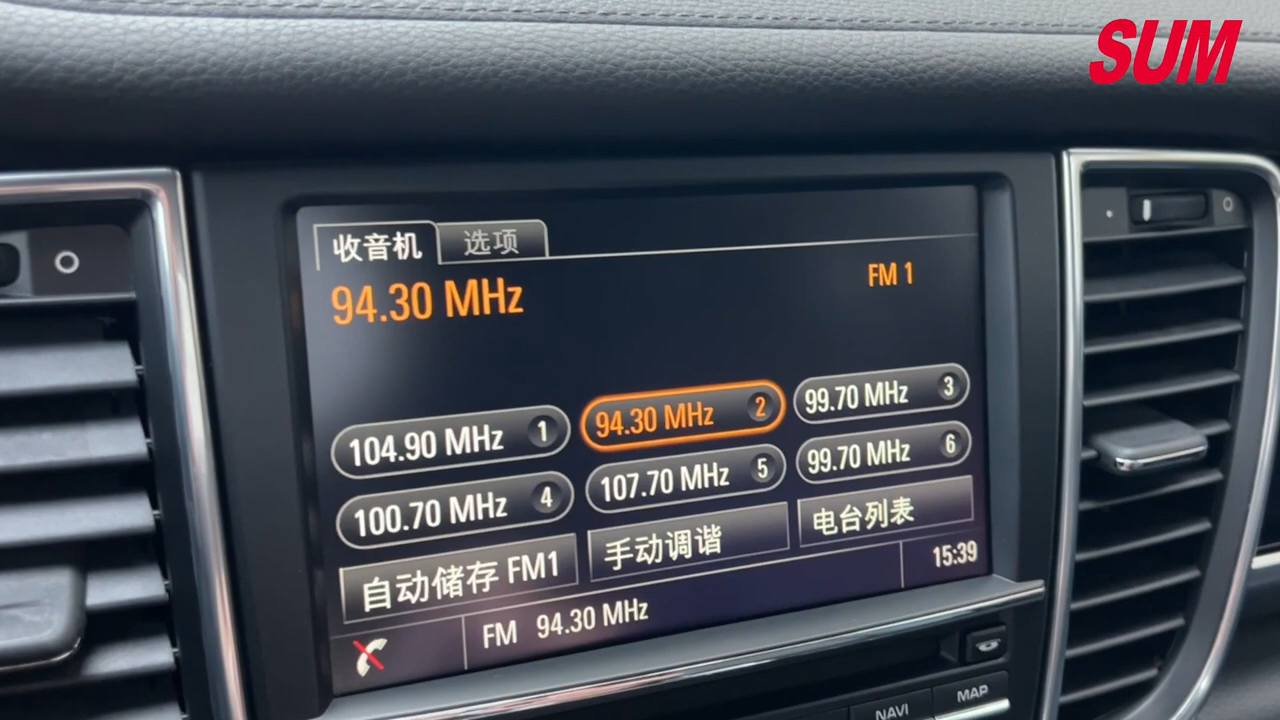 SUM
收音机 选项
94.30 MHz FM 1
104.90 MHz 1 94.30 MHz 2 99.70 MHz 3
100.70 MHz 4 107.70 MHz 5 99.70 MHz 6
自动储存 FM1 手动调谐 电台列表
FM 94.30 MHz 15:39
NAVI MAP